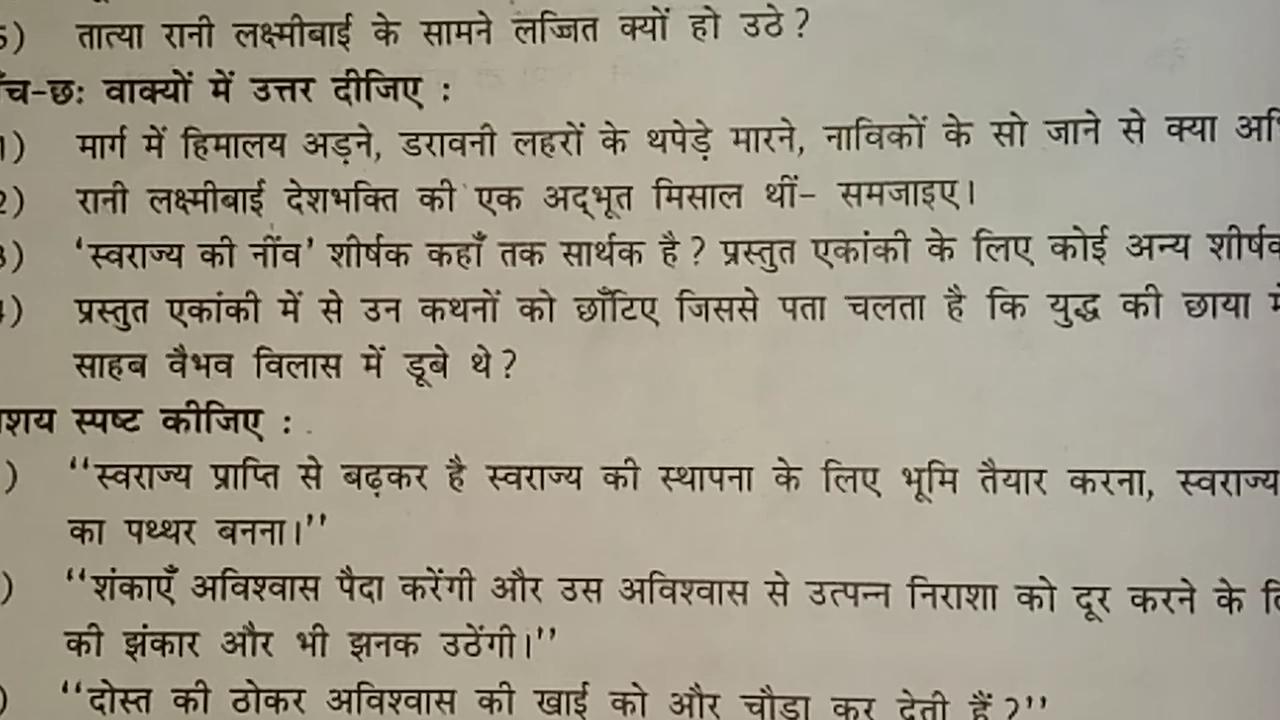 5) तात्या रानी लक्ष्मीबाई के सामने लज्जित क्यों हो उठे ?
च-छः वाक्यों में उत्तर दीजिए :
1) मार्ग में हिमालय अड़ने, डरावनी लहरों के थपेड़े मारने, नाविकों के सो जाने से क्या
2) रानी लक्ष्मीबाई देशभक्ति की एक अद्भूत मिसाल थीं- समजाइए।
3) ‘स्वराज्य की नींव’ शीर्षक कहाँ तक सार्थक है ? प्रस्तुत एकांकी के लिए कोई अन्य शीर्षक
4) प्रस्तुत एकांकी में से उन कथनों को छाँटिए जिससे पता चलता है कि युद्ध की छाया में
साहब वैभव विलास में डूबे थे ?
शय स्पष्ट कीजिए :
) “स्वराज्य प्राप्ति से बढ़कर है स्वराज्य की स्थापना के लिए भूमि तैयार करना, स्वराज्य
का पथ्थर बनना।”
) “शंकाएँ अविश्वास पैदा करेंगी और उस अविश्वास से उत्पन्न निराशा को दूर करने के
की झंकार और भी झनक उठेंगी।”
) “दोस्त की ठोकर अविश्वास की खाई को और चौड़ा कर देती हैं ?”